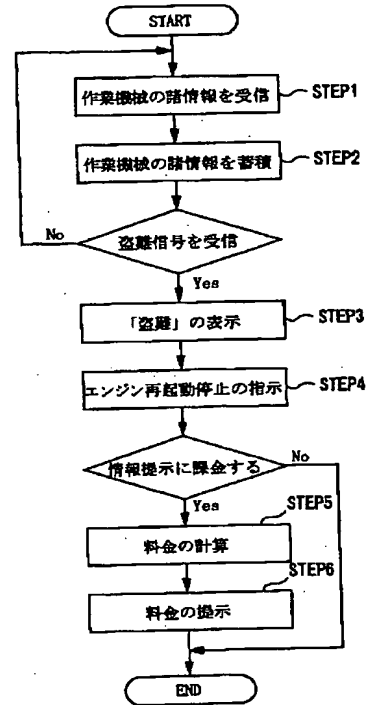 START
作業機械の諸情報を受信 STEP1
作業機械の諸情報を蓄積 STEP2
盗難信号を受信
No
Yes
「盗難」の表示 STEP3
エンジン再起動停止の指示 STEP4
情報提示に課金する
No
Yes
STEP5
料金の計算
STEP6
料金の提示
END